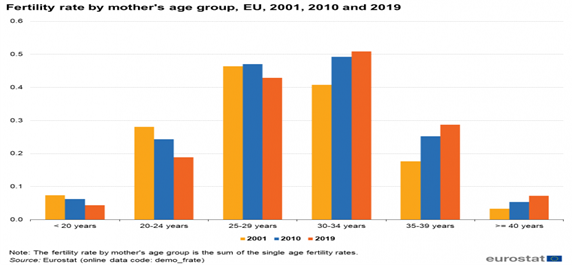 Fertility rate by mother's age group, EU, 2001, 2010 and 2019
0.6
0.5
0.4
0.3
0.2
0.1
0.0
< 20 years 20-24 years 25-29 years 30-34 years 35-39 years >= 40 years
2001 2010 2019
Note: The fertility rate by mother's age group is the sum of the single age fertility rates.
Source: Eurostat (online data code: demo_frate)
eurostat